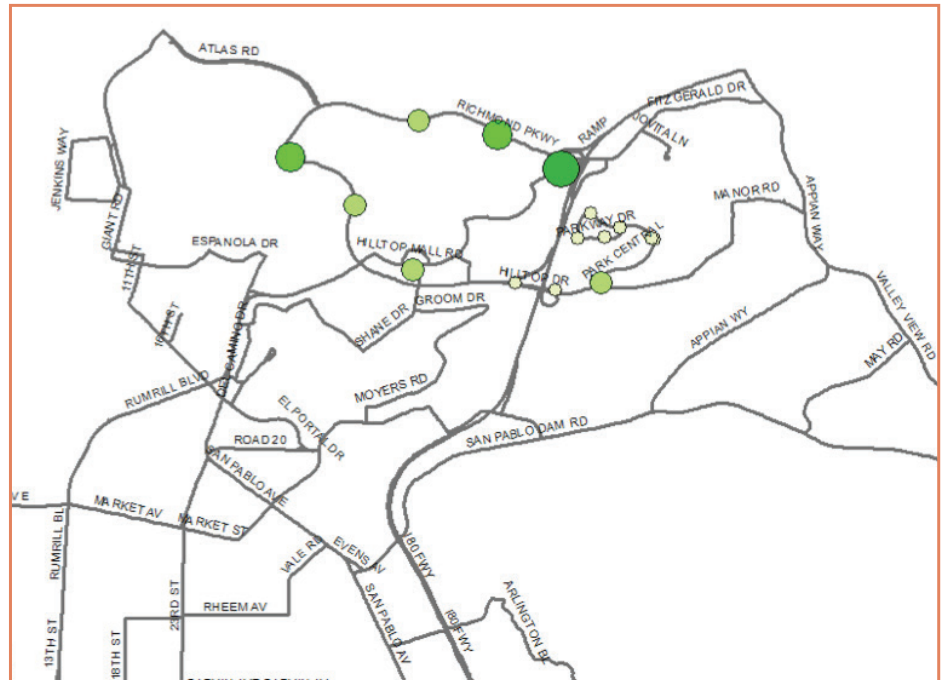 ATLAS RD
RICHMOND PKWY
RAMP
FITZGERALD DR
JOVITA LN
JENKINS WAY
GIANT RD
MANOR RD
APPIAN WAY
PARKWAY DR
PARK CENTRAL
ESPANOLA DR
HILLTOP MALL RD
HILLTOP DR
11TH ST
GROOM DR
SHANE DR
16TH ST
DEL CAMINO DR
VALLEY VIEW RD
APPIAN WY
MAY RD
RUMRILL BLVD
MOYERS RD
EL PORTAL DR
ROAD 20
SAN PABLO DAM RD
SAN PABLO AVE
VE
MARKET AV
MARKET ST
RUMRILL BL
VALE RD
EVENS AV
I80 FWY
23RD ST
RHEEM AV
SAN PABLO AV
I80 FWY
ARLINGTON BL
13TH ST
18TH ST